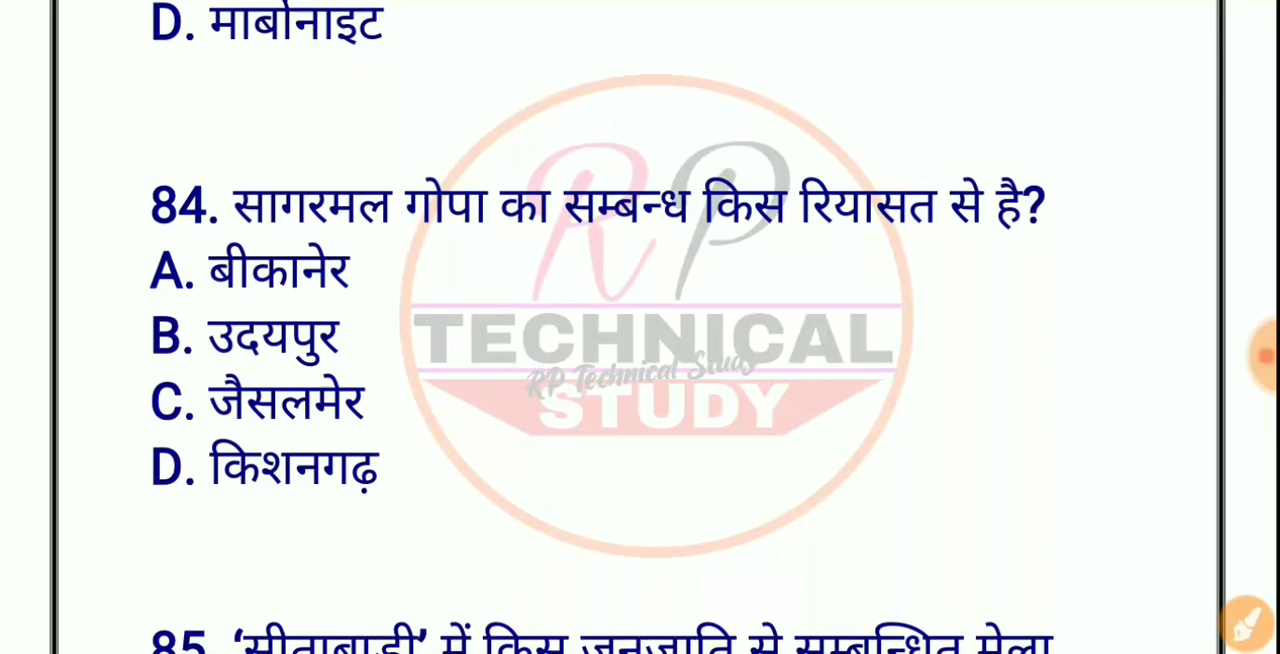 D. मार्बोनाइट
84. सागरमल गोपा का सम्बन्ध किस रियासत से है?
A. बीकानेर
B. उदयपुर
C. जैसलमेर
D. किशनगढ़
RP
TECHNICAL
RP Technical Study
STUDY
85. ‘सीताबाड़ी’ में किस जनजाति से सम्बन्धित मेला